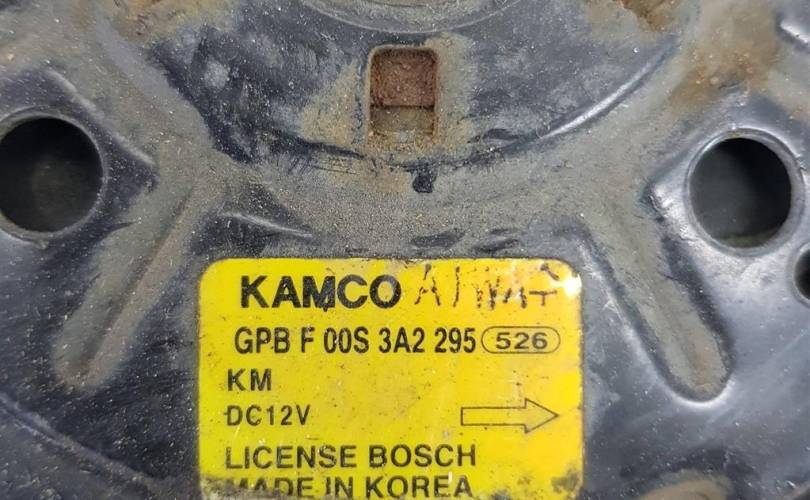 KAMCO
GPB F 00S 3A2 295 526
KM
DC12V
LICENSE BOSCH
MADE IN KOREA